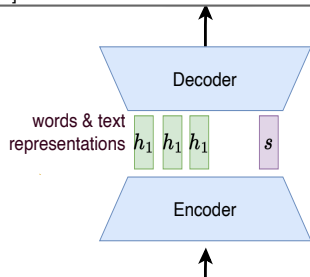 ]
Decoder
words & text
representations h₁ h₁ h₁ s
Encoder